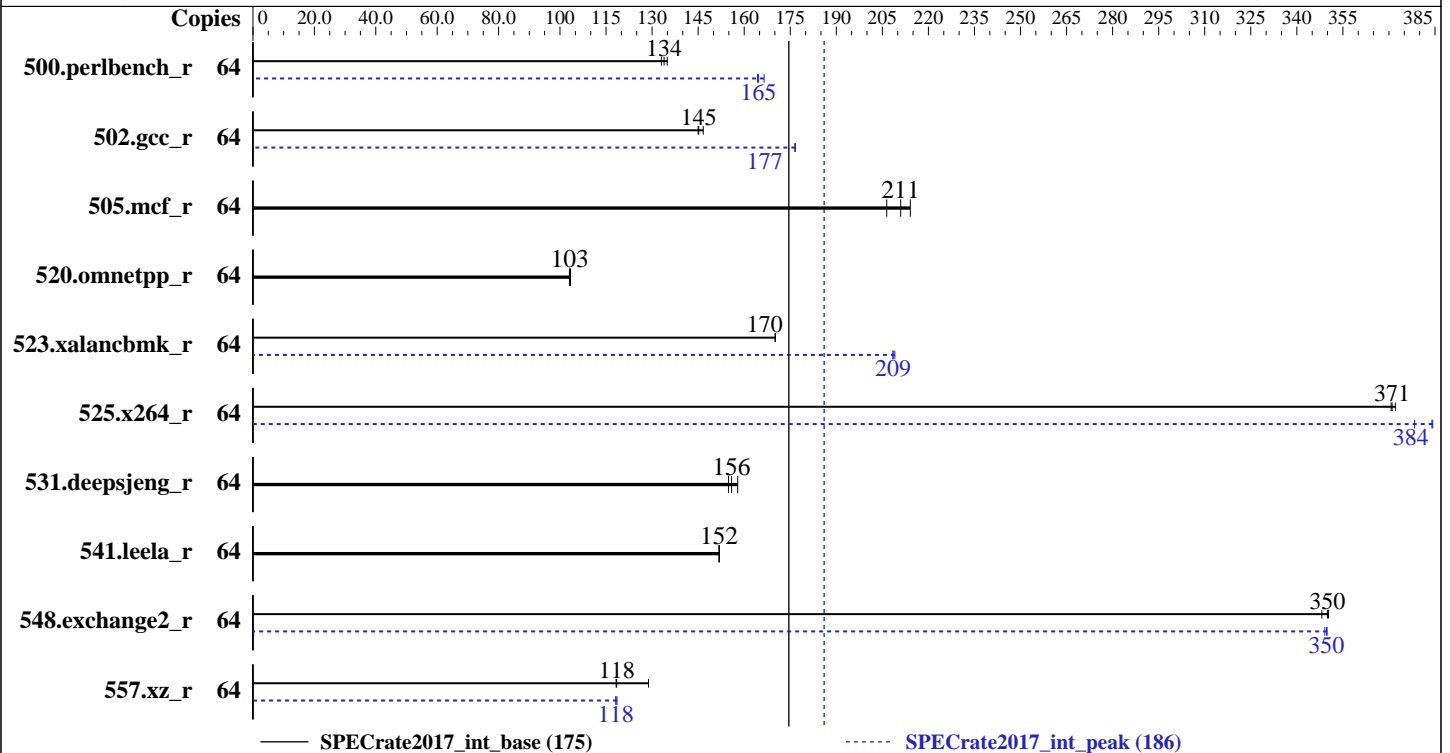 Copies 0 20.0 40.0 60.0 80.0 100 115 130 145 160 175 190 205 220 235 250 265 280 295 310 325 340 355 385
134
500.perlbench_r 64
165
145
502.gcc_r 64
177
211
505.mcf_r 64
103
520.omnetpp_r 64
170
523.xalancbmk_r 64
209
371
525.x264_r 64
384
156
531.deepsjeng_r 64
152
541.leela_r 64
350
548.exchange2_r 64
350
118
557.xz_r 64
118
SPECrate2017_int_base (175) SPECrate2017_int_peak (186)